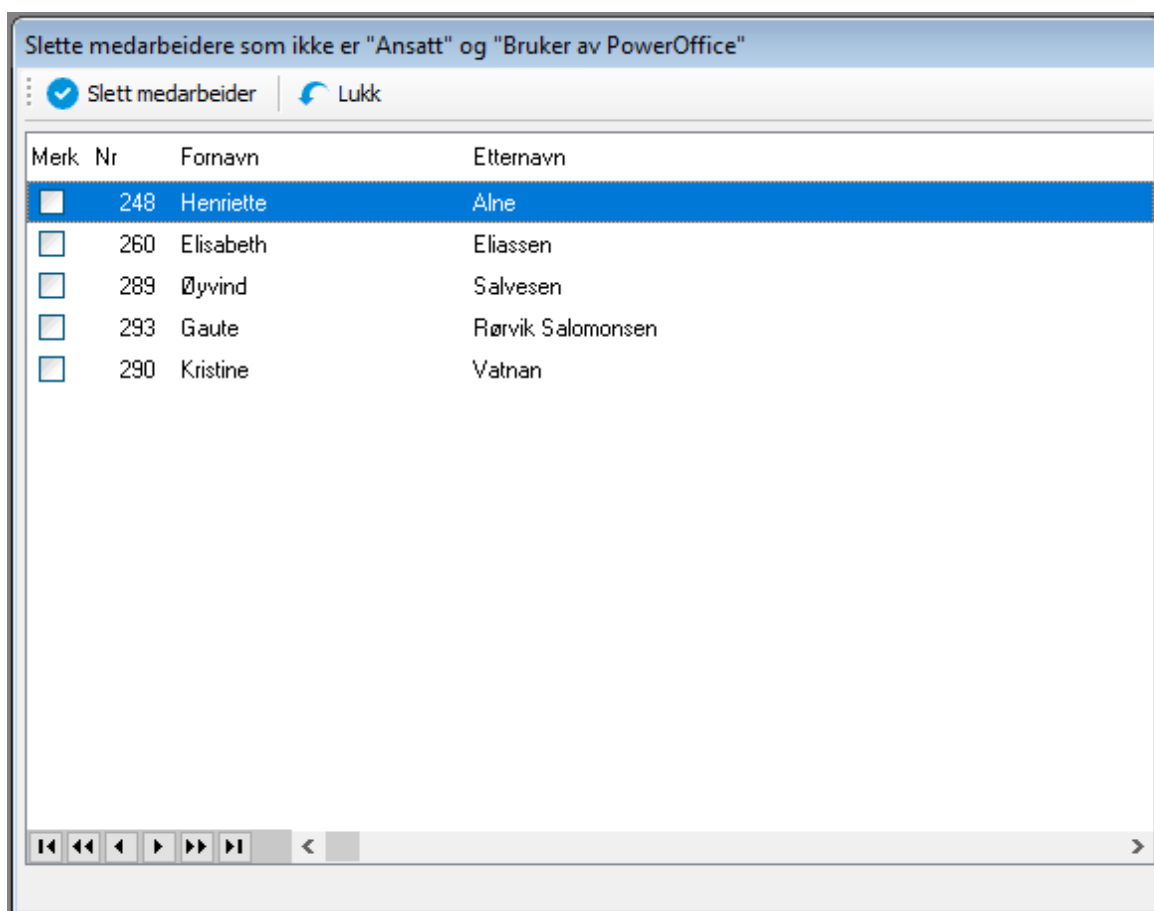 Slette medarbeidere som ikke er "Ansatt" og "Bruker av PowerOffice"
Slett medarbeider Lukk
Merk Nr Fornavn Etternavn
248 Henriette Alne
260 Elisabeth Eliassen
289 Øyvind Salvesen
293 Gaute Rørvik Salomonsen
290 Kristine Vatnan